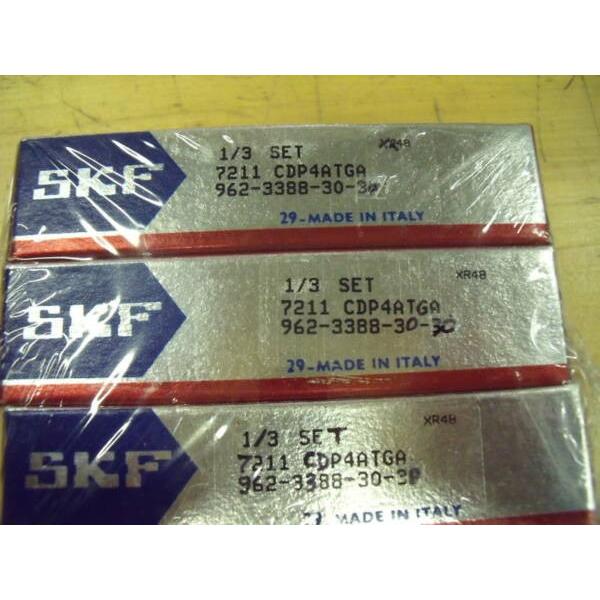 SKF
1/3 SET
XR48
7211 CDP4ATGA
962-3388-30-30
29-MADE IN ITALY
SKF
1/3 SET
XR48
7211 CDP4ATGA
962-3388-30-30
29-MADE IN ITALY
SKF
1/3 SET
XR48
7211 CDP4ATGA
962-3388-30-30
MADE IN ITALY